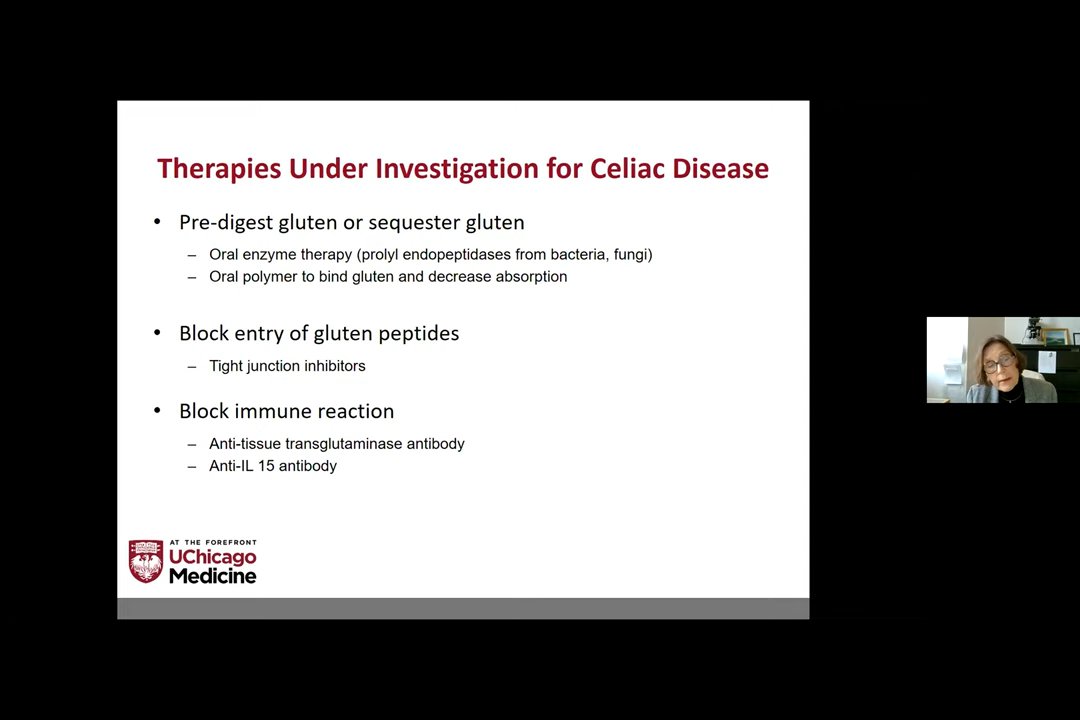 Therapies Under Investigation for Celiac Disease
• Pre-digest gluten or sequester gluten
– Oral enzyme therapy (prolyl endopeptidases from bacteria, fungi)
– Oral polymer to bind gluten and decrease absorption
• Block entry of gluten peptides
– Tight junction inhibitors
• Block immune reaction
– Anti-tissue transglutaminase antibody
– Anti-IL 15 antibody
AT THE FOREFRONT
UChicago
Medicine